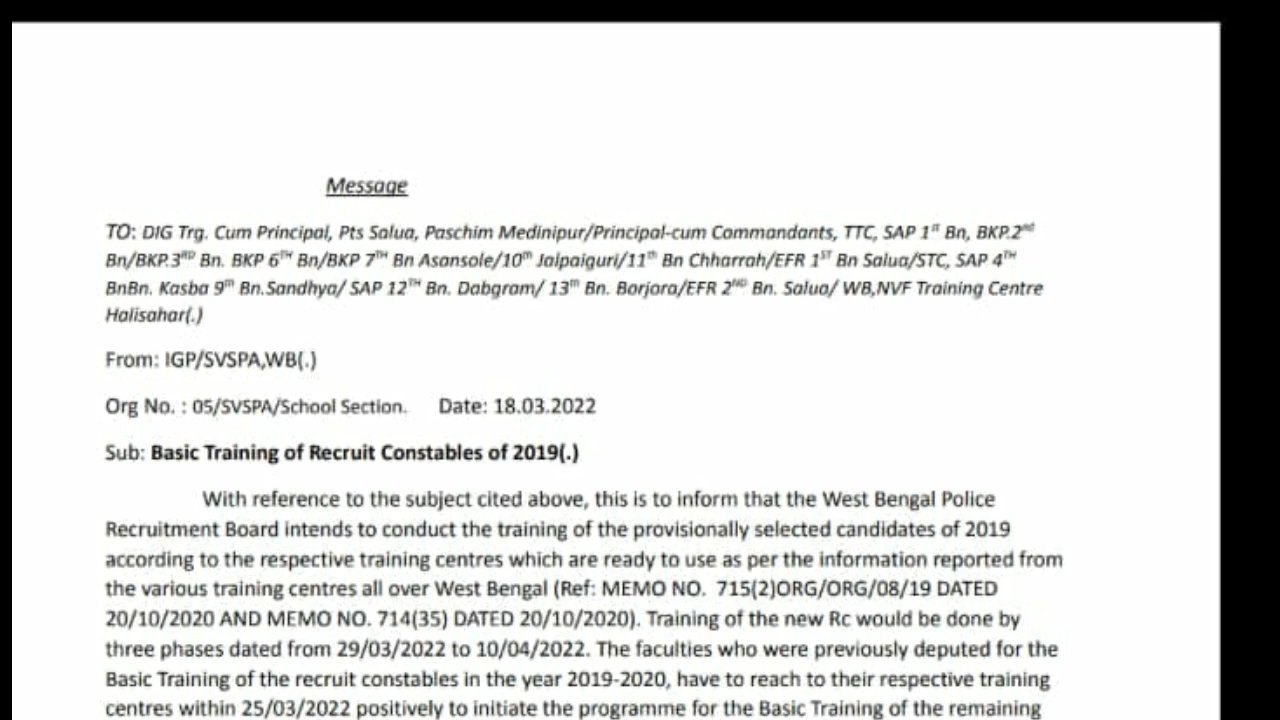 Message
TO: DIG Trg. Cum Principal, Pts Salua, Paschim Medinipur/Principal-cum Commandants, TTC, SAP 1ST Bn, BKP.2nd
Bn/BKP.3RD Bn. BKP 6TH Bn/BKP 7TH Bn Asansole/10th Jalpaiguri/11th Bn Chharrah/EFR 1ST Bn Salua/STC, SAP 4TH
BnBn. Kasba 9th Bn.Sandhya/ SAP 12TH Bn. Dabgram/ 13th Bn. Borjora/EFR 2ND Bn. Salua/ WB,NVF Training Centre
Halisahar(.)
From: IGP/SVSPA,WB(.)
Org No. : 05/SVSPA/School Section. Date: 18.03.2022
Sub: Basic Training of Recruit Constables of 2019(.)
With reference to the subject cited above, this is to inform that the West Bengal Police
Recruitment Board intends to conduct the training of the provisionally selected candidates of 2019
according to the respective training centres which are ready to use as per the information reported from
the various training centres all over West Bengal (Ref: MEMO NO. 715(2)ORG/ORG/08/19 DATED
20/10/2020 AND MEMO NO. 714(35) DATED 20/10/2020). Training of the new Rc would be done by
three phases dated from 29/03/2022 to 10/04/2022. The faculties who were previously deputed for the
Basic Training of the recruit constables in the year 2019-2020, have to reach to their respective training
centres within 25/03/2022 positively to initiate the programme for the Basic Training of the remaining